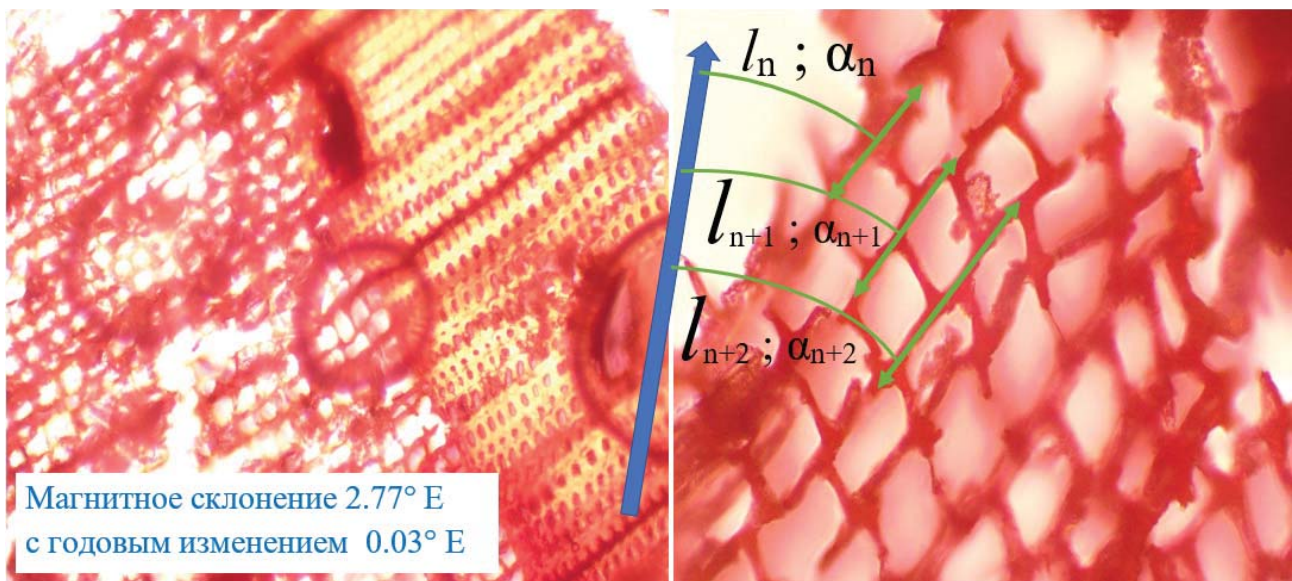 lₙ ; αₙ
lₙ₊₁ ; αₙ₊₁
lₙ₊₂ ; αₙ₊₂
Магнитное склонение 2.77° E
с годовым изменением 0.03° E